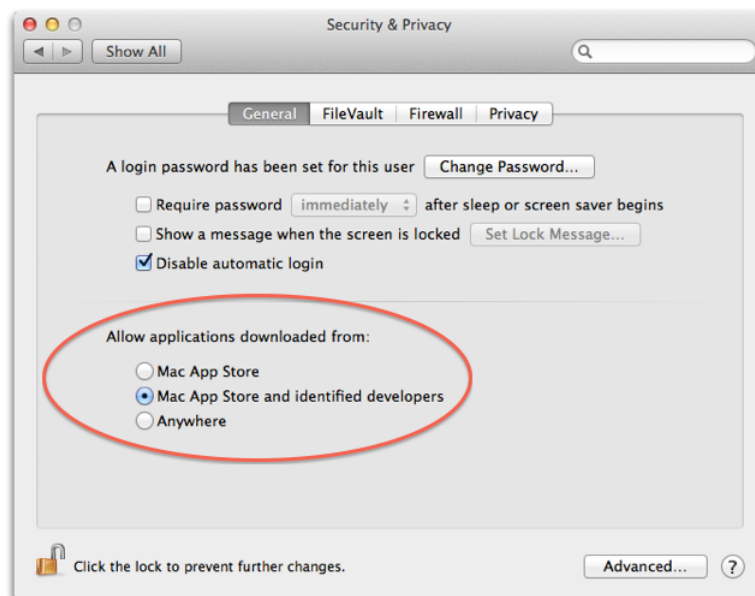 Security & Privacy
Show All
General FileVault Firewall Privacy
A login password has been set for this user Change Password...
Require password immediately after sleep or screen saver begins
Show a message when the screen is locked Set Lock Message...
Disable automatic login
Allow applications downloaded from:
Mac App Store
Mac App Store and identified developers
Anywhere
Click the lock to prevent further changes. Advanced... ?